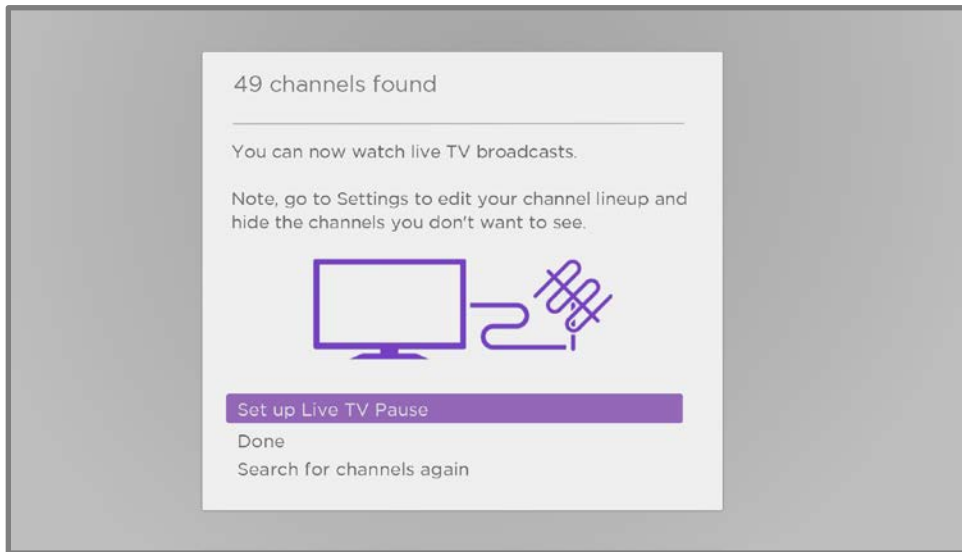 49 channels found
You can now watch live TV broadcasts.
Note, go to Settings to edit your channel lineup and
hide the channels you don't want to see.
Set up Live TV Pause
Done
Search for channels again